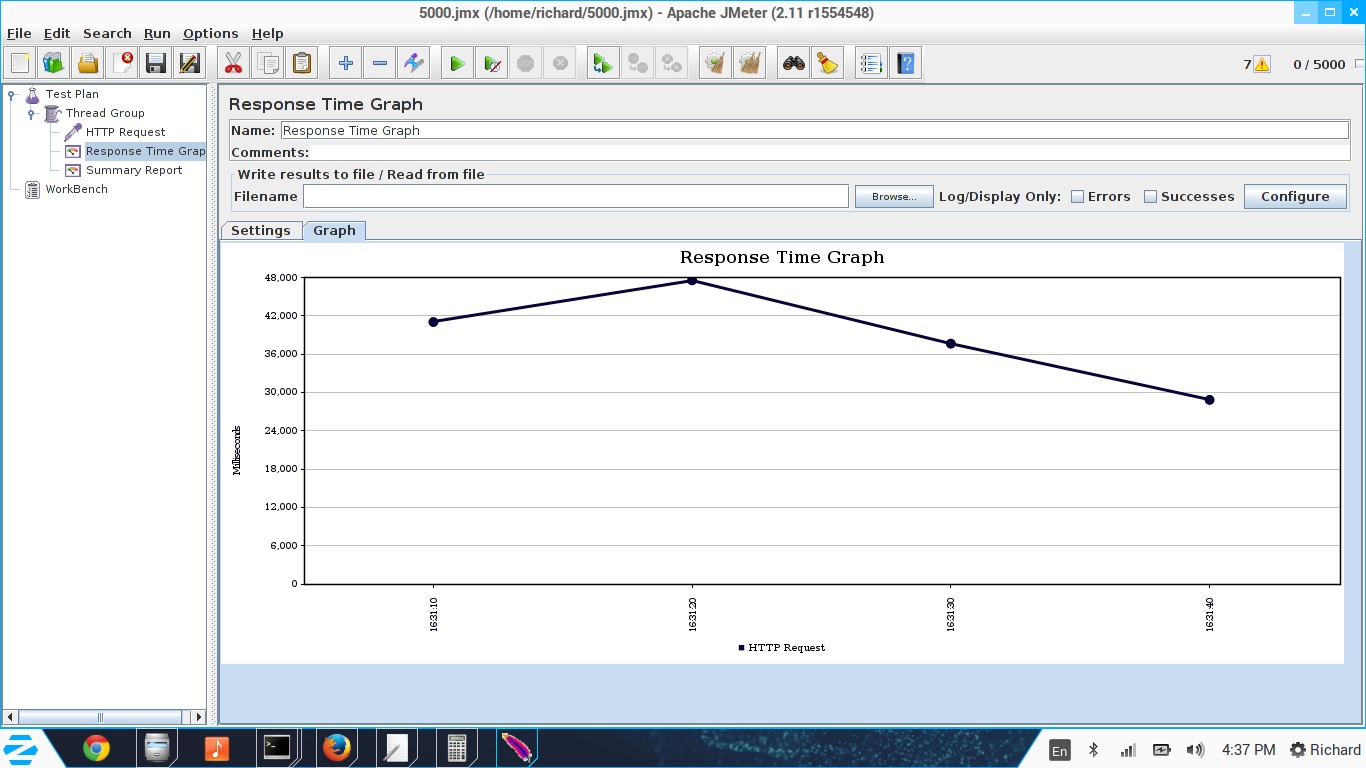 5000.jmx (/home/richard/5000.jmx) - Apache JMeter (2.11 r1554548)
File Edit Search Run Options Help
7 0 / 5000
Test Plan
Thread Group
HTTP Request
Response Time Grap
Summary Report
WorkBench
Response Time Graph
Name: Response Time Graph
Comments:
Write results to file / Read from file
Filename Browse... Log/Display Only: Errors Successes Configure
Settings Graph
Response Time Graph
48,000
42,000
36,000
30,000
24,000
18,000
12,000
6,000
0
Milliseconds
16:31:10 16:31:20 16:31:30 16:31:40
HTTP Request
En 4:37 PM Richard